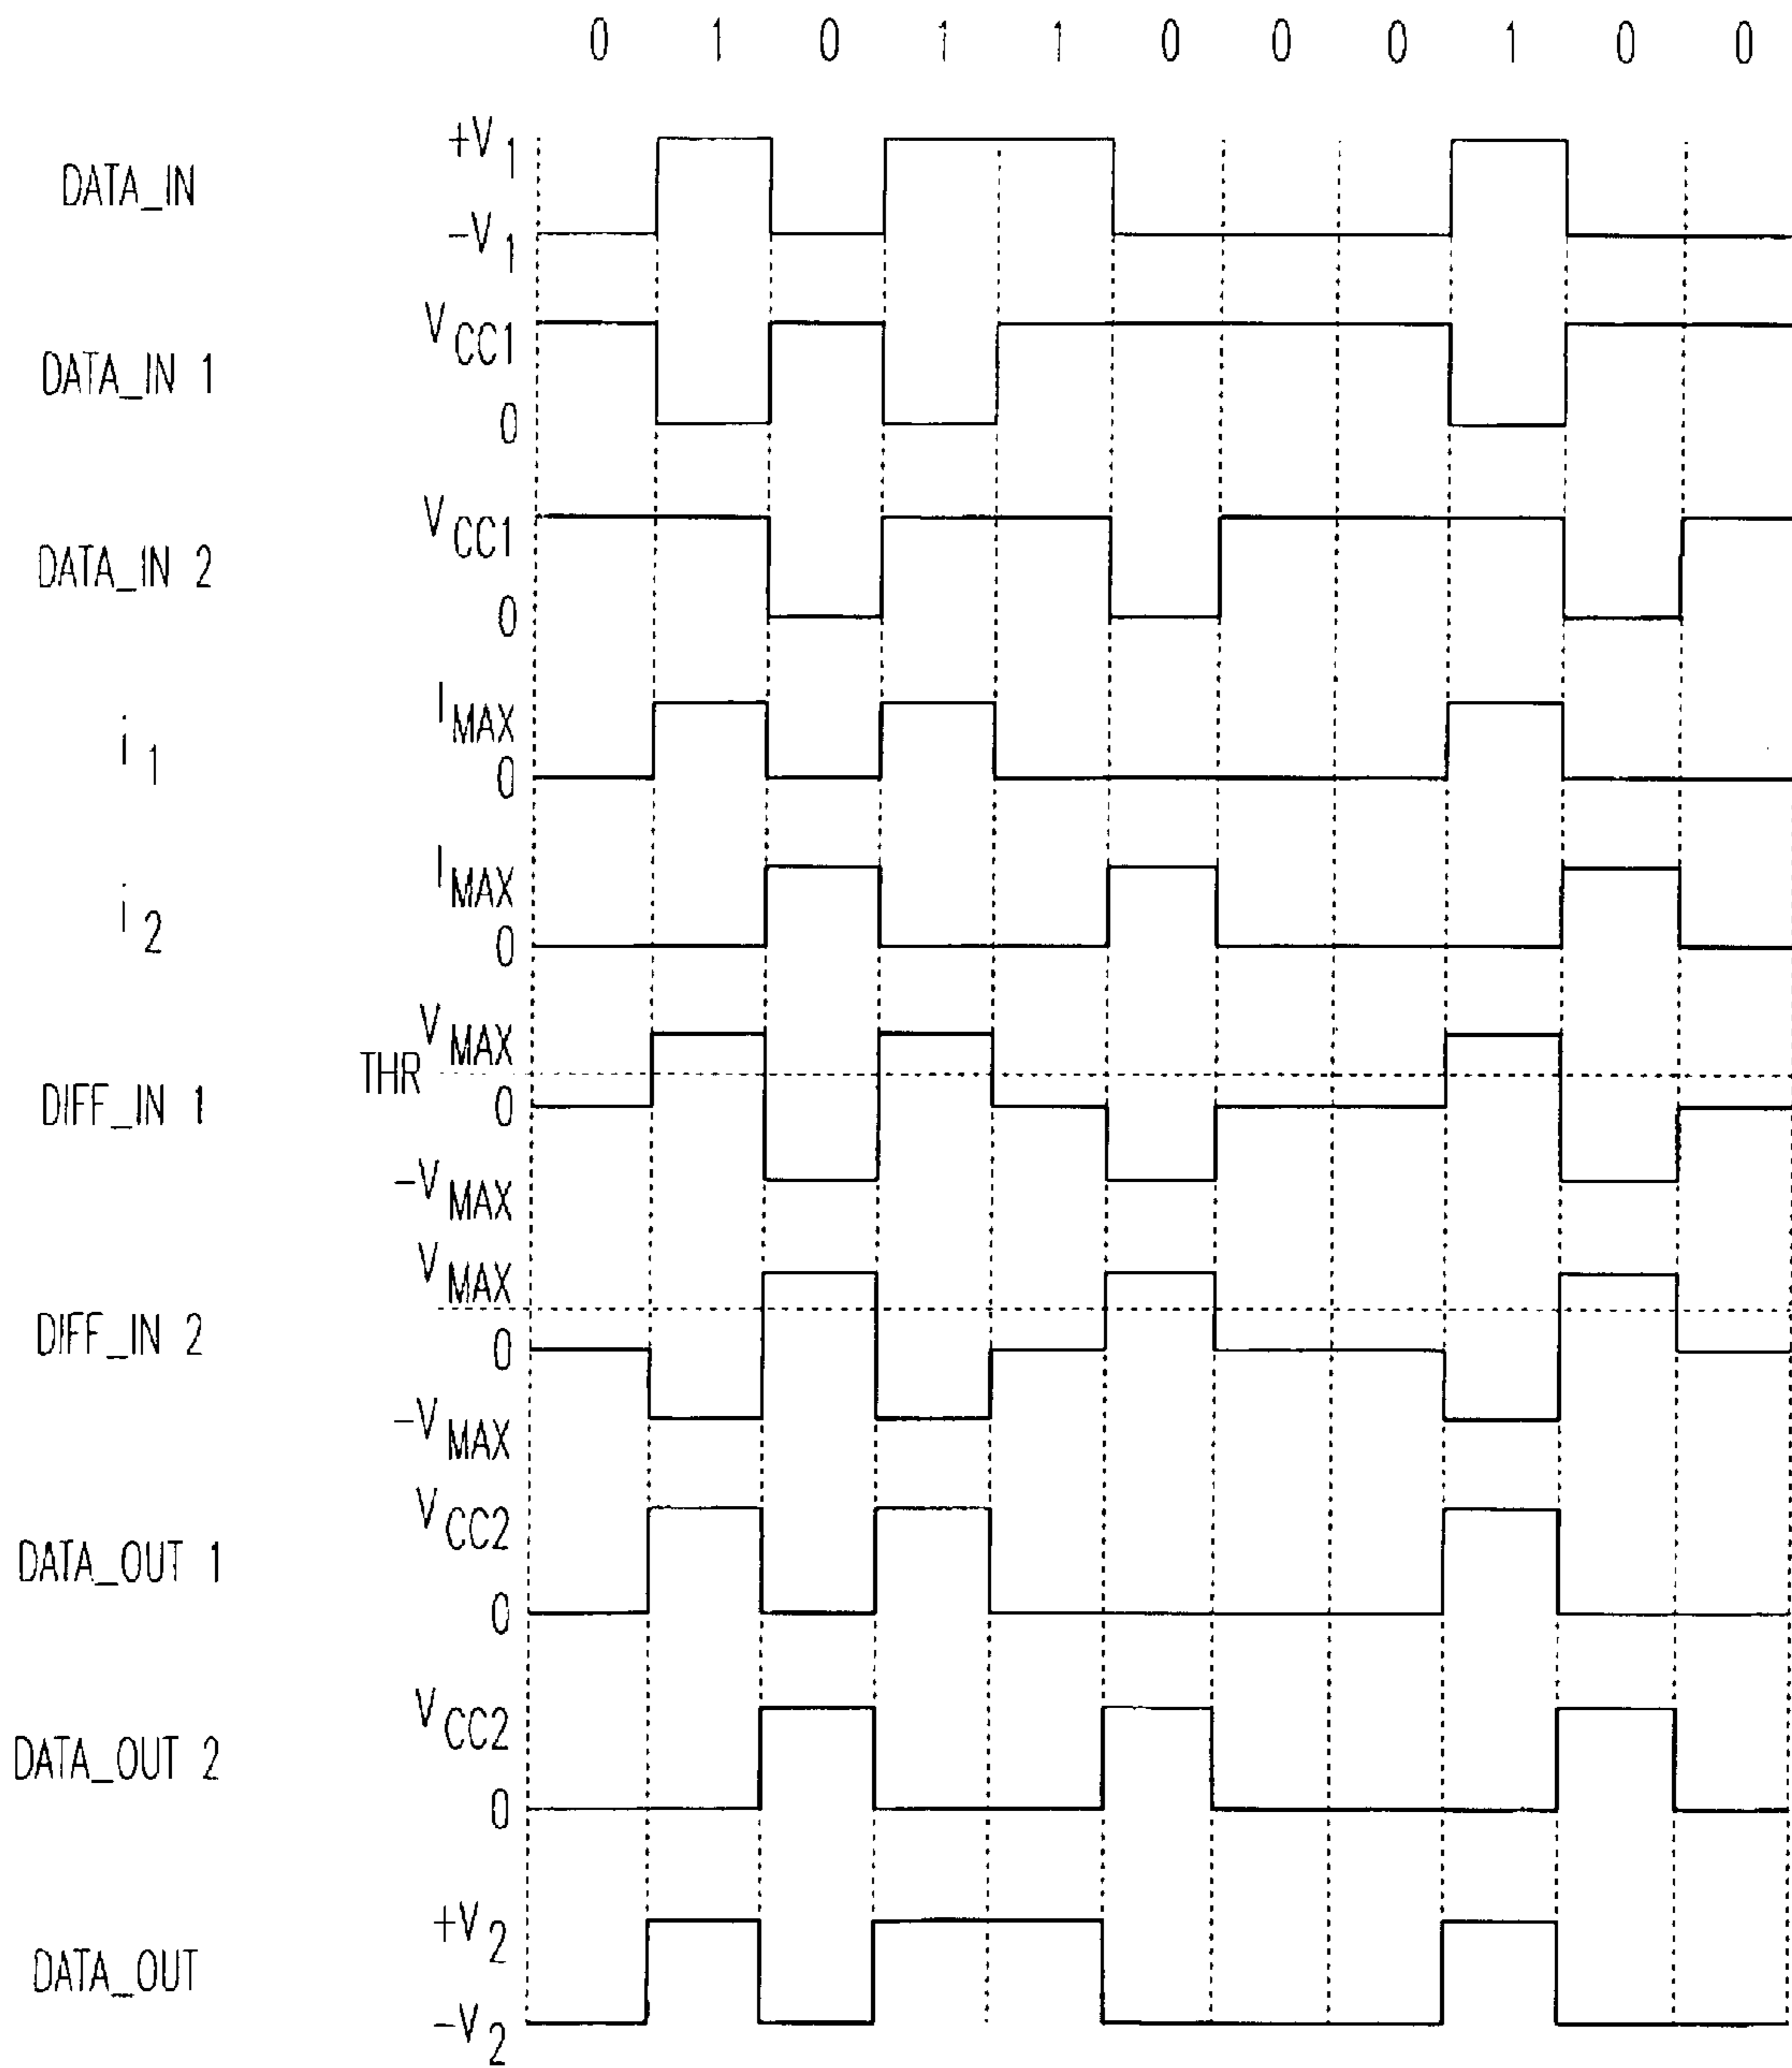 0 1 0 1 1 0 0 0 1 0 0
DATA_IN
+V1
-V1
DATA_IN 1
VCC1
0
DATA_IN 2
VCC1
0
i1
IMAX
0
i2
IMAX
0
DIFF_IN 1
VMAX
THR
0
-VMAX
DIFF_IN 2
VMAX
0
-VMAX
DATA_OUT 1
VCC2
0
DATA_OUT 2
VCC2
0
DATA_OUT
+V2
-V2